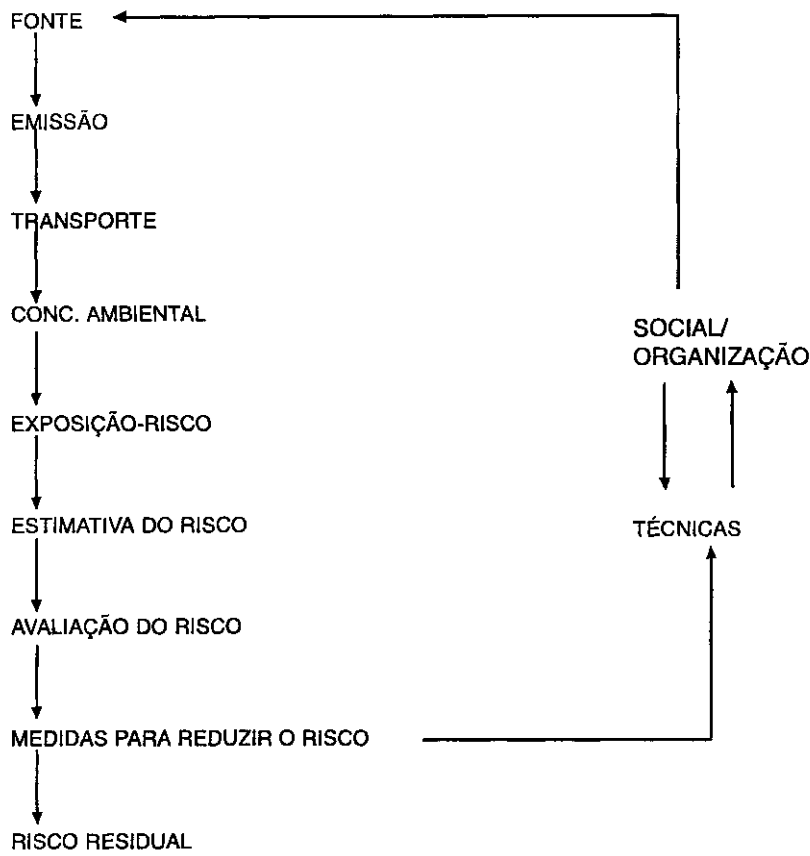 FONTE
EMISSÃO
TRANSPORTE
CONC. AMBIENTAL
EXPOSIÇÃO-RISCO
ESTIMATIVA DO RISCO
AVALIAÇÃO DO RISCO
MEDIDAS PARA REDUZIR O RISCO
RISCO RESIDUAL
SOCIAL/
ORGANIZAÇÃO
TÉCNICAS